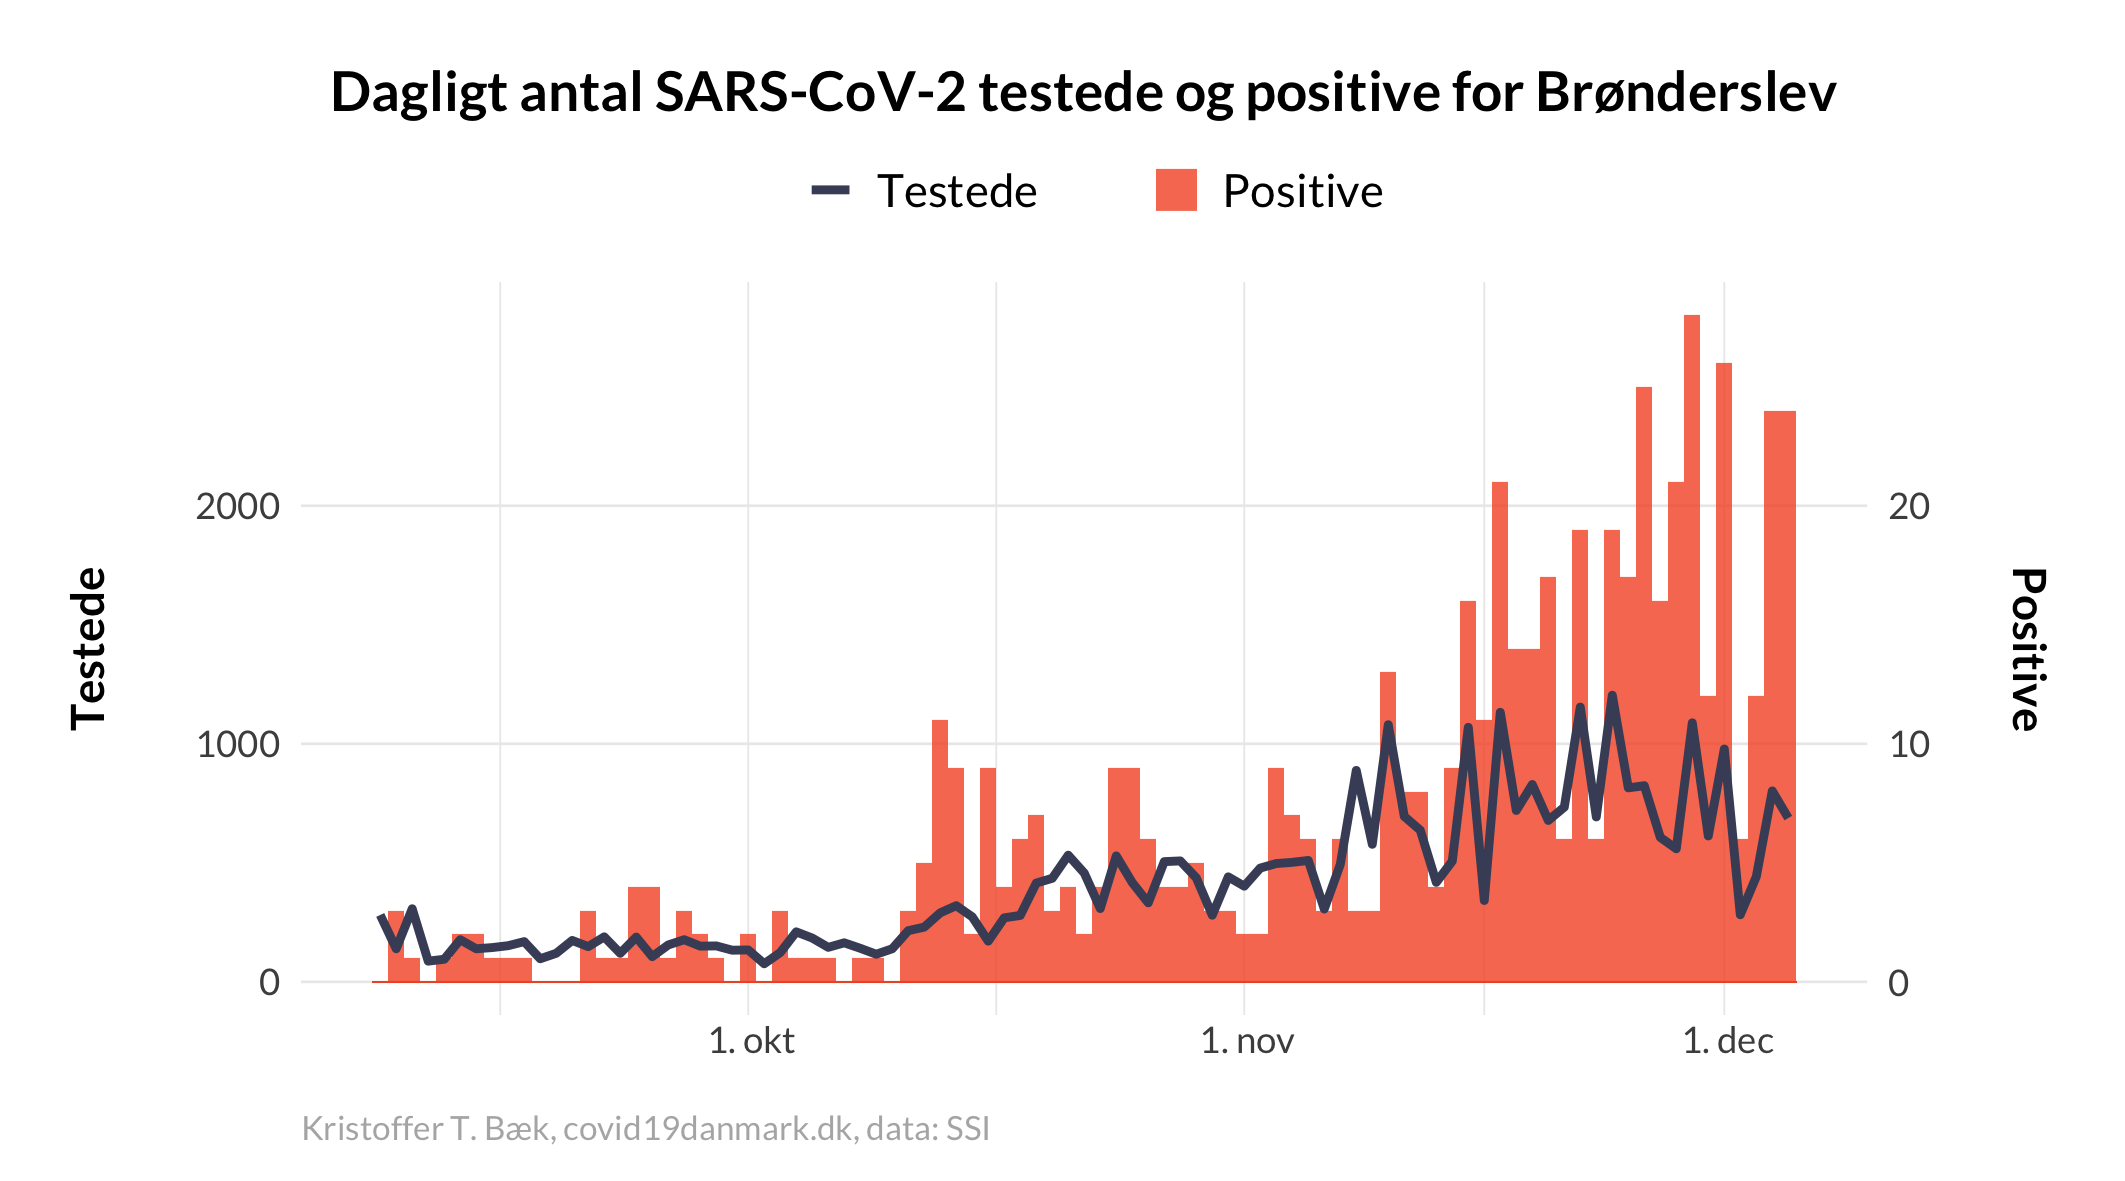 Dagligt antal SARS-CoV-2 testede og positive for Brønderslev
Testede
Positive
2000
1000
0
Testede
20
10
0
Positive
1. okt
1. nov
1. dec
Kristoffer T. Bæk, covid19danmark.dk, data: SSI